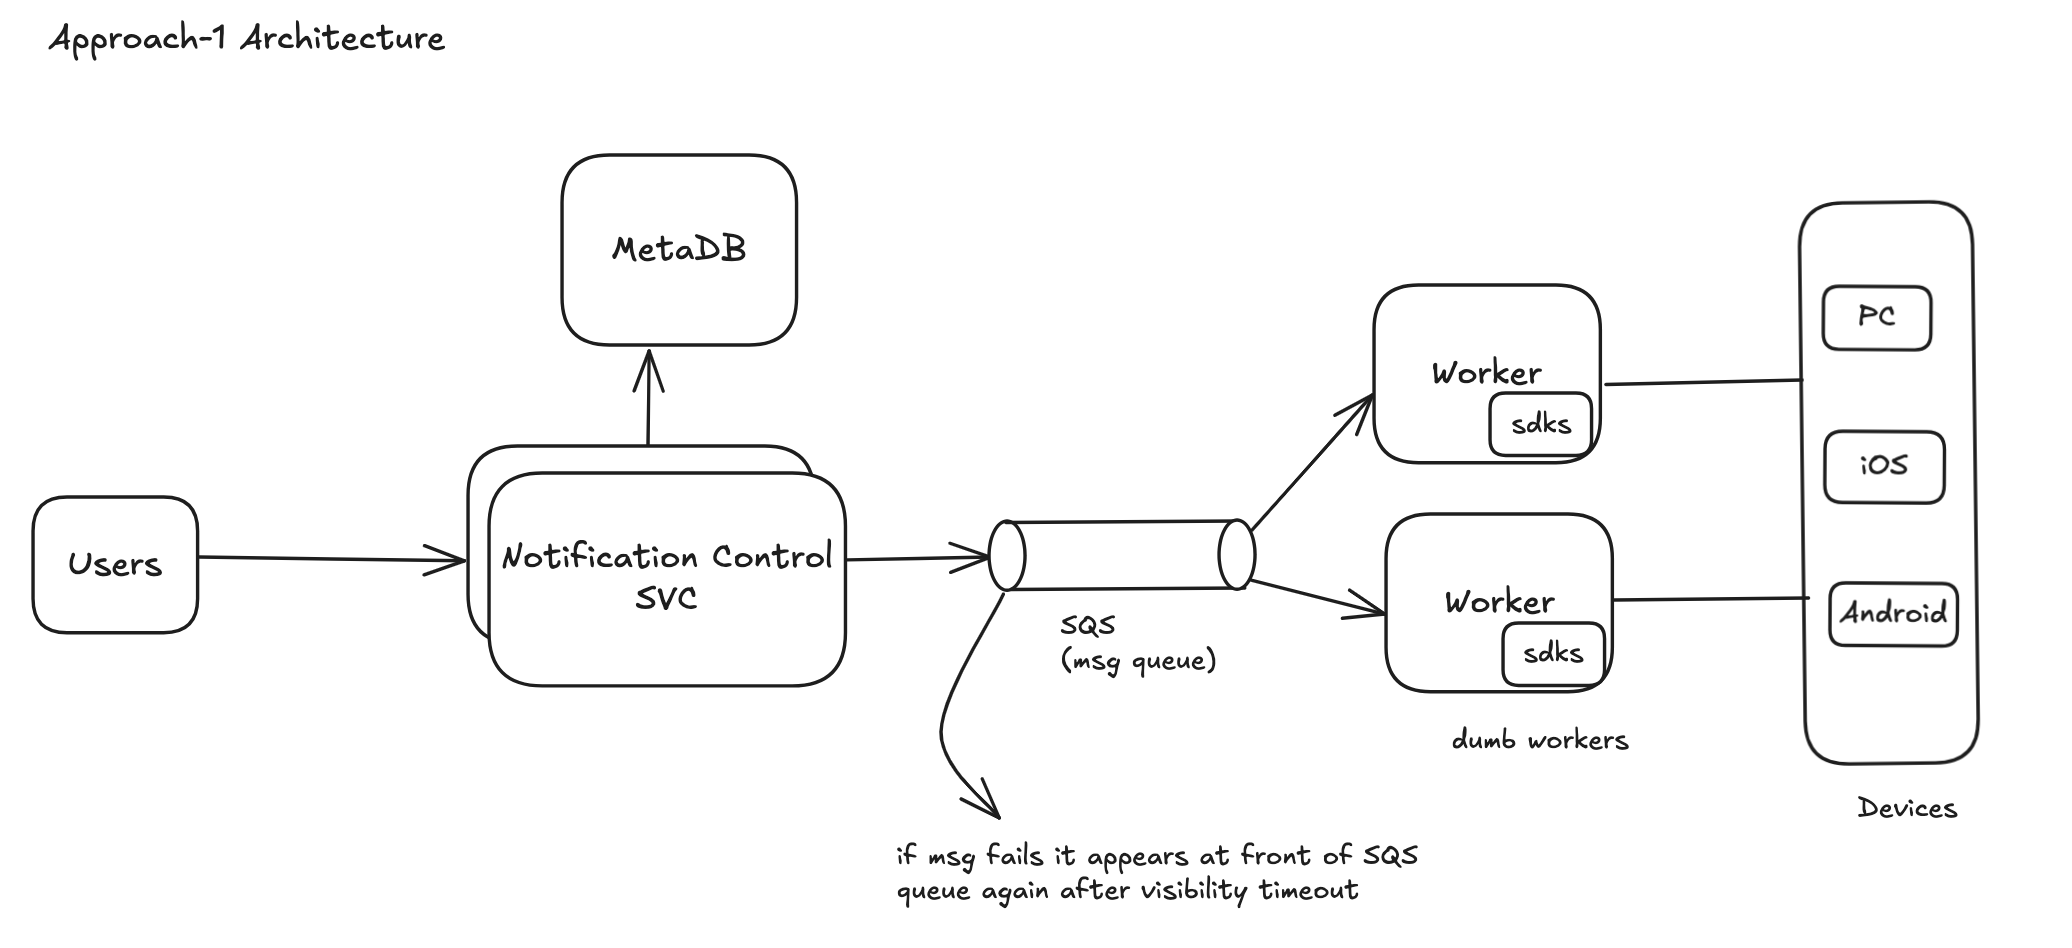 Approach-1 Architecture
MetaDB
Users
Notification Control
SVC
SQS
(msg queue)
if msg fails it appears at front of SQS
queue again after visibility timeout
Worker
sdks
Worker
sdks
dumb workers
PC
iOS
Android
Devices